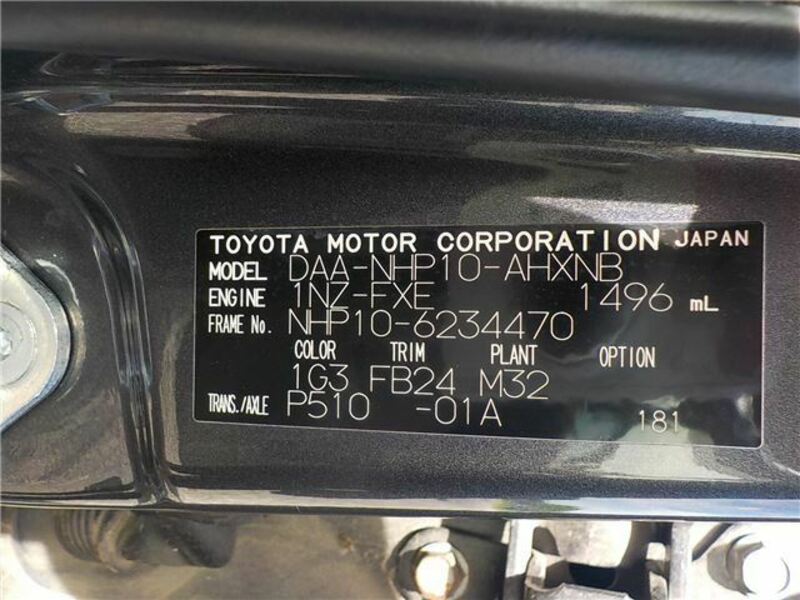 TOYOTA MOTOR CORPORATION JAPAN
MODEL DAA-NHP10-AHXNB
ENGINE 1NZ-FXE 1496 mL
FRAME No. NHP10-6234470
COLOR TRIM PLANT OPTION
1G3 FB24 M32
TRANS./AXLE P510 -01A 181